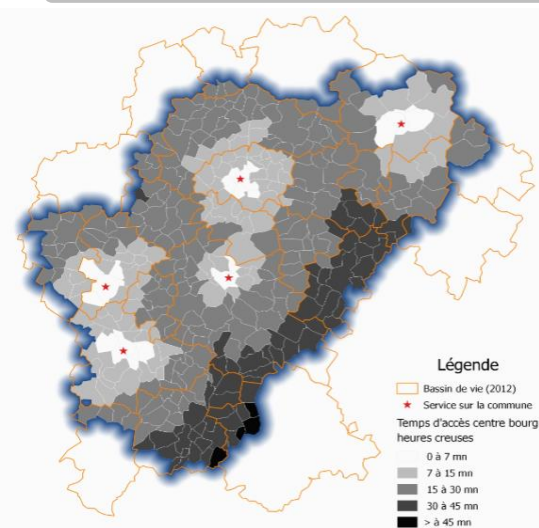 Légende
Bassin de vie (2012)
Service sur la commune
Temps d'accès centre bourg
heures creuses
0 à 7 mn
7 à 15 mn
15 à 30 mn
30 à 45 mn
> à 45 mn